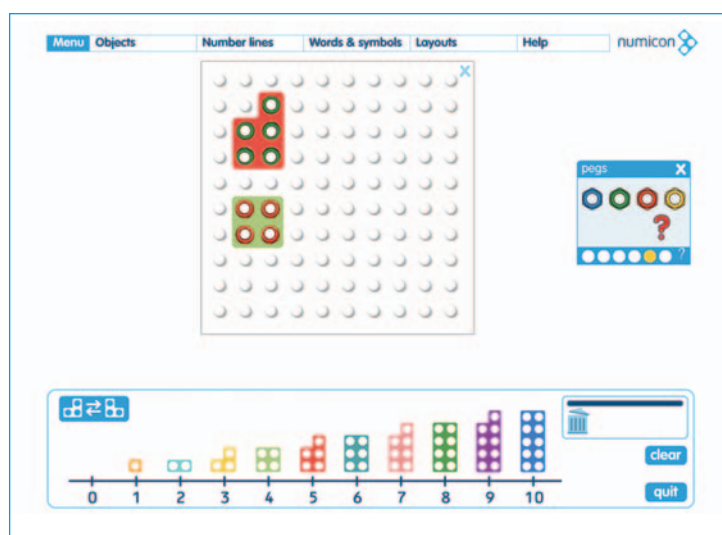 Menu Objects Number lines Words & symbols Layouts Help numicon
x
pegs X
?
?
0 1 2 3 4 5 6 7 8 9 10
clear
quit